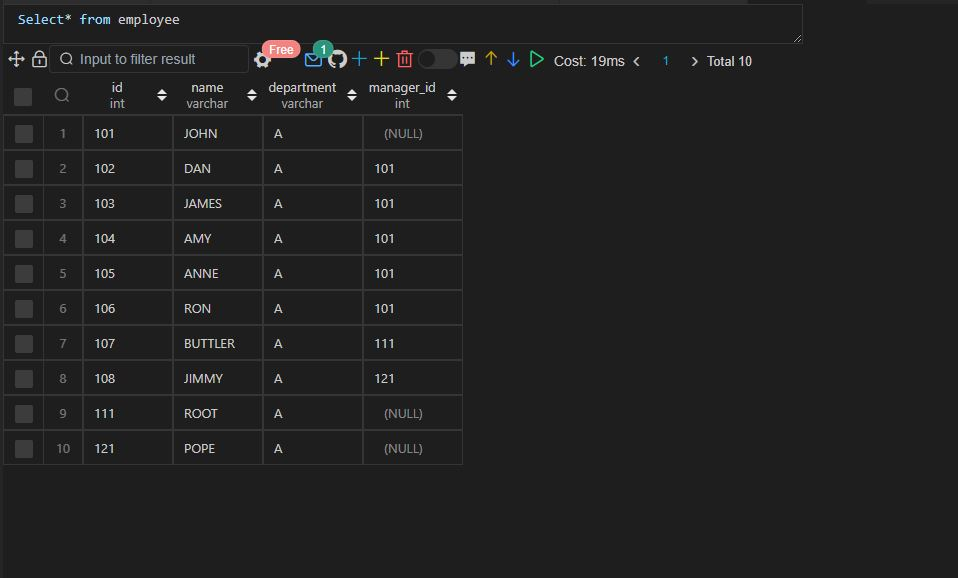 Select* from employee
Input to filter result Free 1 Cost: 19ms 1 Total 10
id name department manager_id
int varchar varchar int
1 101 JOHN A (NULL)
2 102 DAN A 101
3 103 JAMES A 101
4 104 AMY A 101
5 105 ANNE A 101
6 106 RON A 101
7 107 BUTTLER A 111
8 108 JIMMY A 121
9 111 ROOT A (NULL)
10 121 POPE A (NULL)